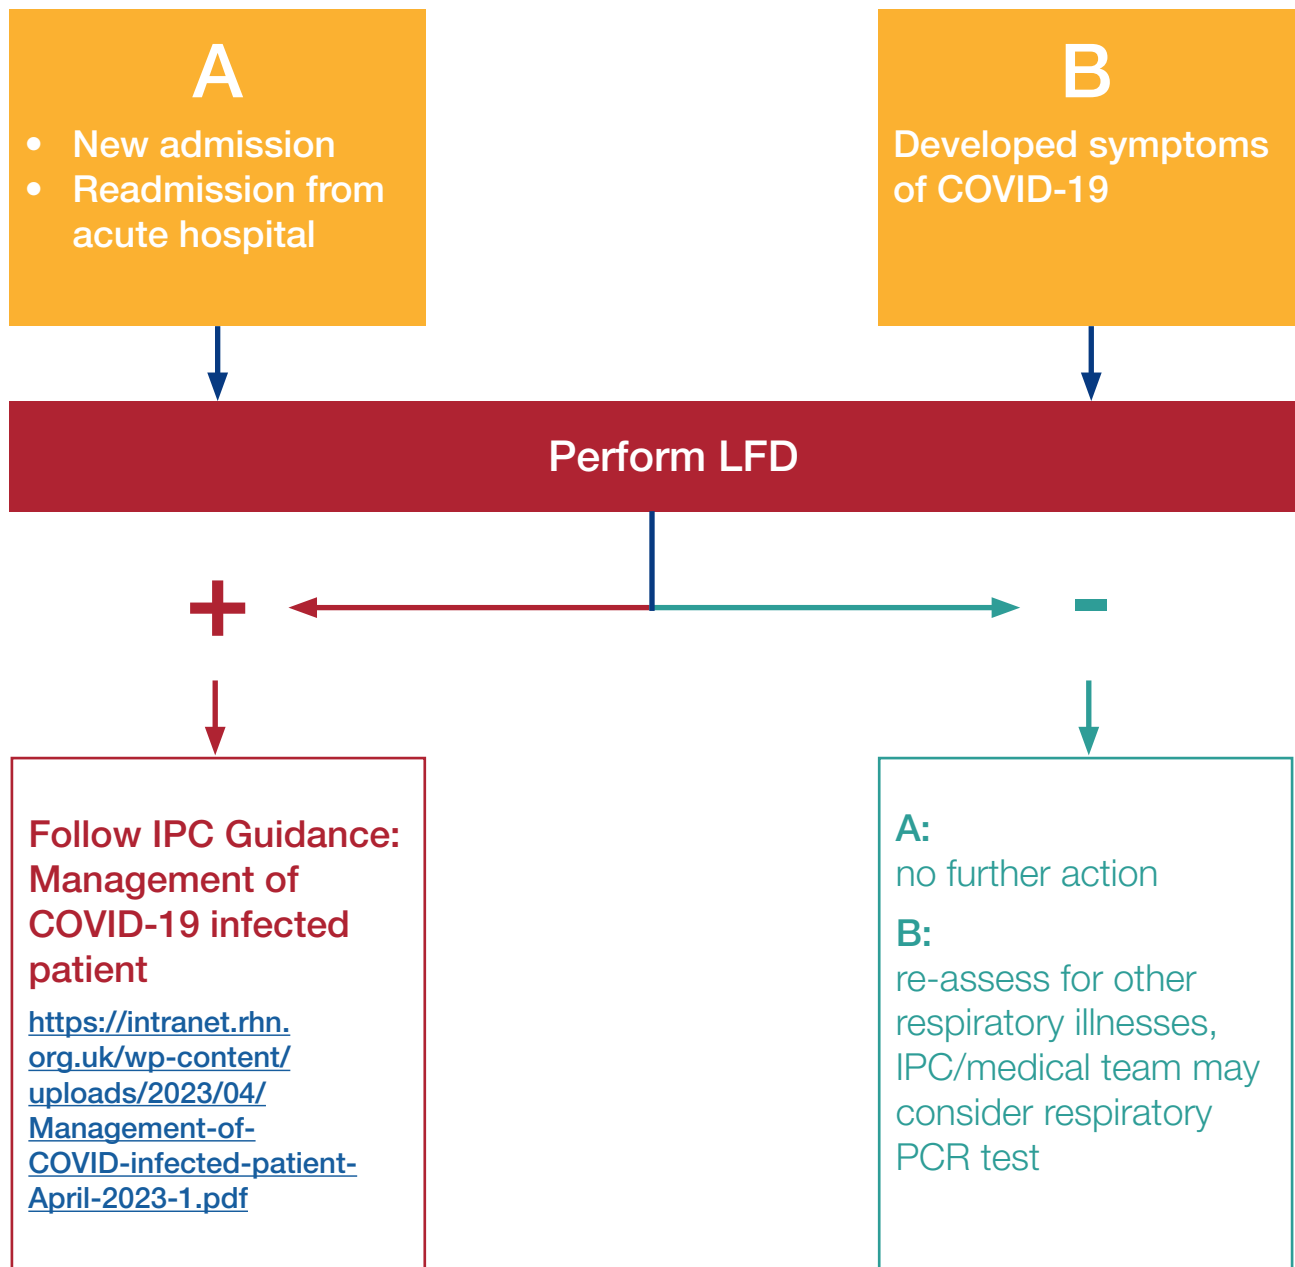 A
• New admission
• Readmission from
acute hospital
B
Developed symptoms
of COVID-19
Perform LFD
+
-
Follow IPC Guidance:
Management of
COVID-19 infected
patient
https://intranet.rhn.
org.uk/wp-content/
uploads/2023/04/
Management-of-
COVID-infected-patient-
April-2023-1.pdf
A:
no further action
B:
re-assess for other
respiratory illnesses,
IPC/medical team may
consider respiratory
PCR test